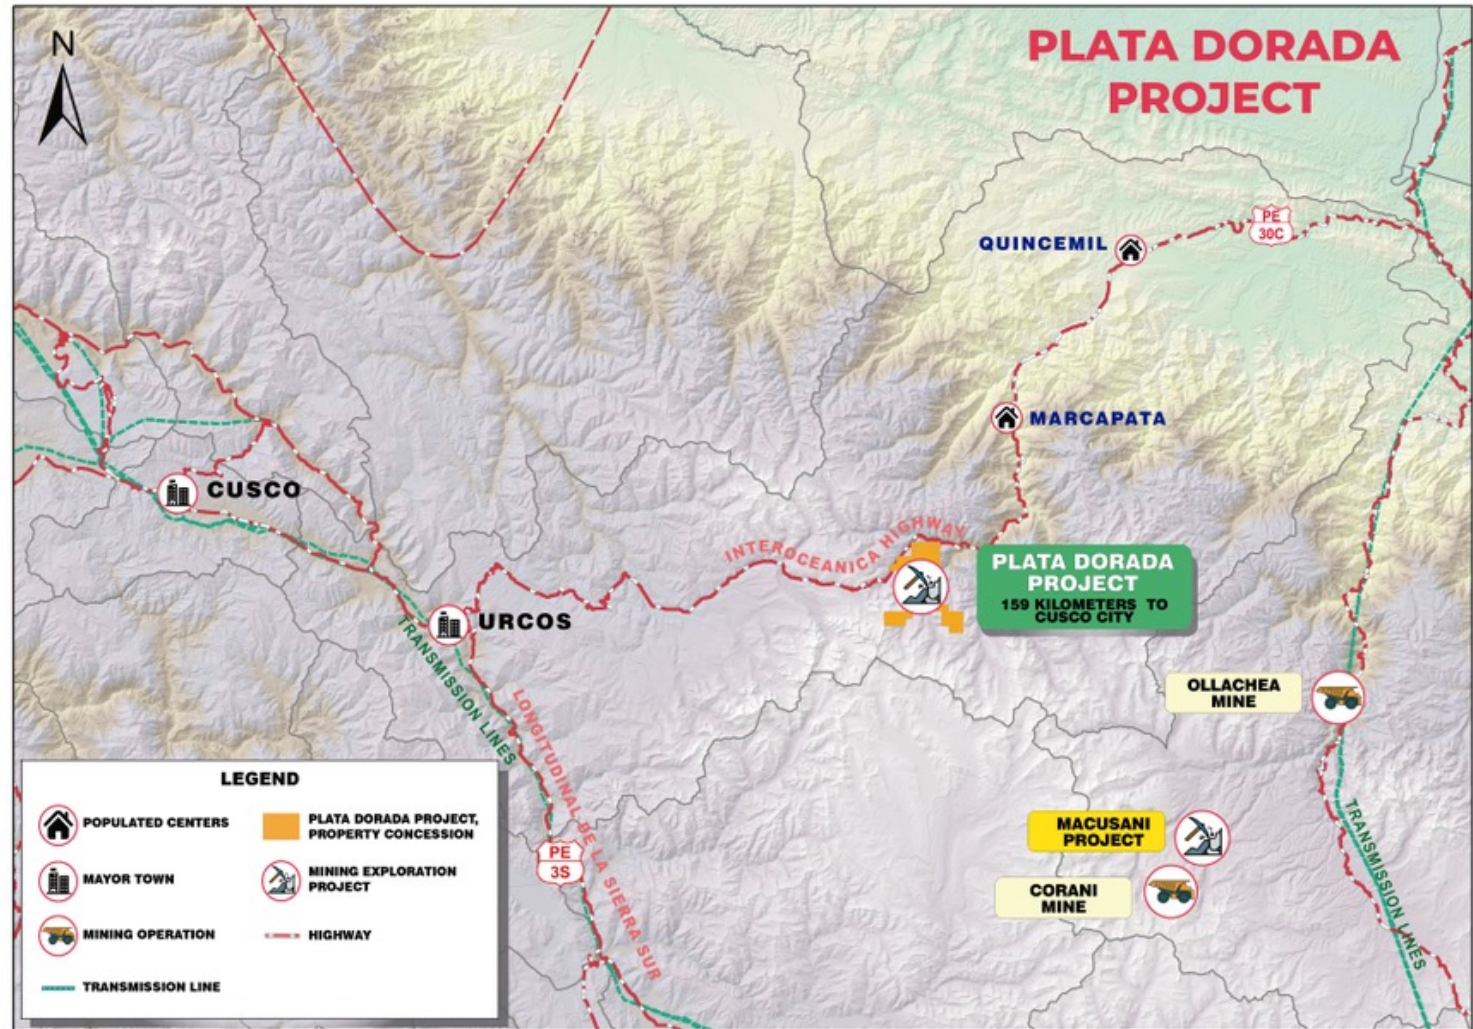 N
PLATA DORADA
PROJECT
PE
30C
QUINCEMIL
MARCAPATA
CUSCO
INTEROCEANICA HIGHWAY
PLATA DORADA
PROJECT
159 KILOMETERS TO
CUSCO CITY
URCOS
TRANSMISSION LINES
LONGITUDINAL DE LA SIERRA SUR
OLLACHEA
MINE
MACUSANI
PROJECT
CORANI
MINE
TRANSMISSION LINES
PE
3S
LEGEND
POPULATED CENTERS
PLATA DORADA PROJECT,
PROPERTY CONCESSION
MAYOR TOWN
MINING EXPLORATION
PROJECT
MINING OPERATION
HIGHWAY
TRANSMISSION LINE